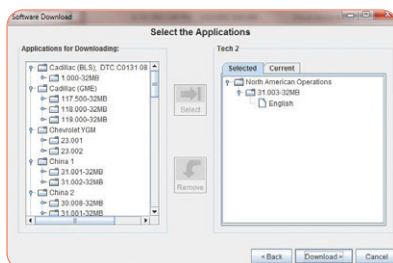 Software Download
Select the Applications
Applications for Downloading:
Cadillac (BLS); DTC C0131 08
1.000-32MB
Cadillac (GME)
117.500-32MB
118.000-32MB
119.000-32MB
Chevrolet YGM
23.001
23.002
China 1
31.001-32MB
31.002-32MB
China 2
30.008-32MB
31.001-32MB
Select
Remove
Tech 2
Selected Current
North American Operations
31.003-32MB
English
« Back Download » Cancel